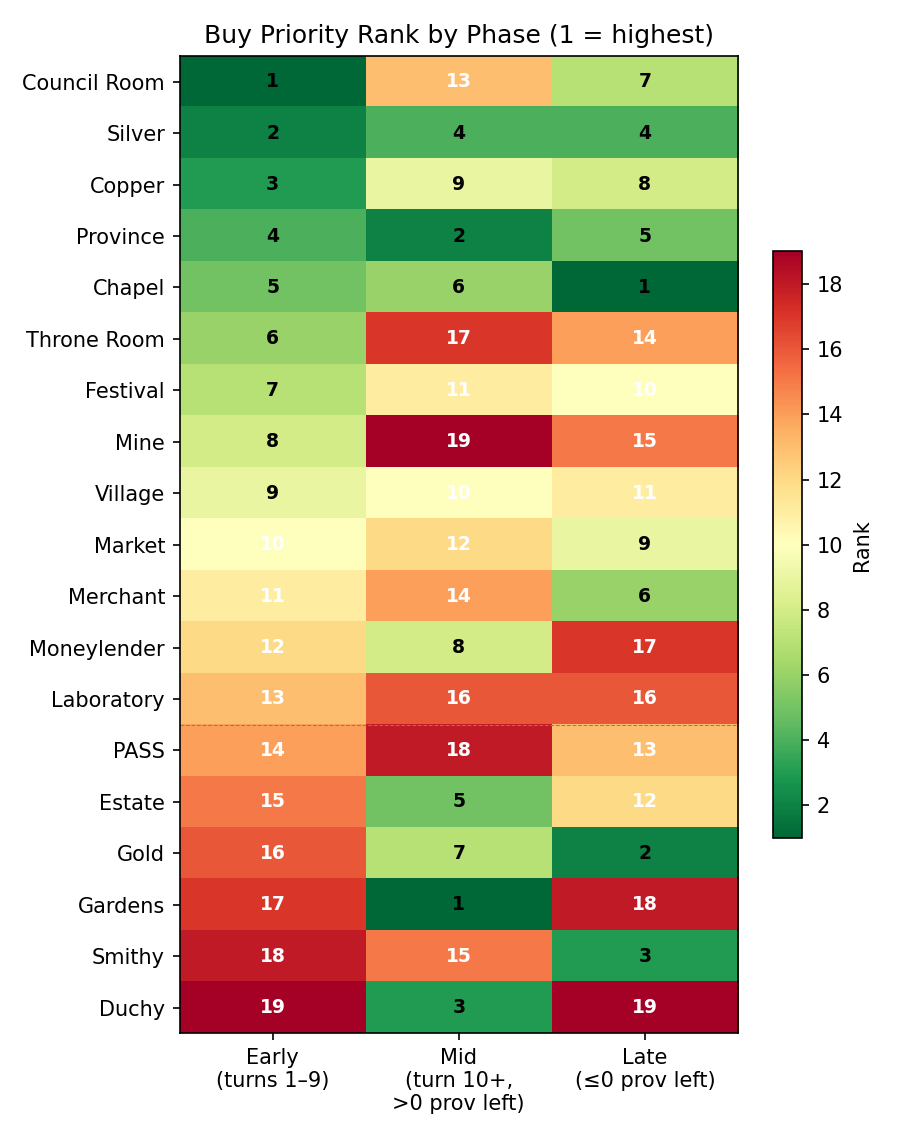 Buy Priority Rank by Phase (1 = highest)
Council Room 1 13 7
Silver 2 4 4
Copper 3 9 8
Province 4 2 5
Chapel 5 6 1
Throne Room 6 17 14
Festival 7 11 10
Mine 8 19 15
Village 9 10 11
Market 10 12 9
Merchant 11 14 6
Moneylender 12 8 17
Laboratory 13 16 16
PASS 14 18 13
Estate 15 5 12
Gold 16 7 2
Gardens 17 1 18
Smithy 18 15 3
Duchy 19 3 19
Early
(turns 1–9)
Mid
(turn 10+,
>0 prov left)
Late
(≤0 prov left)
18
16
14
12
10
8
6
4
2
Rank